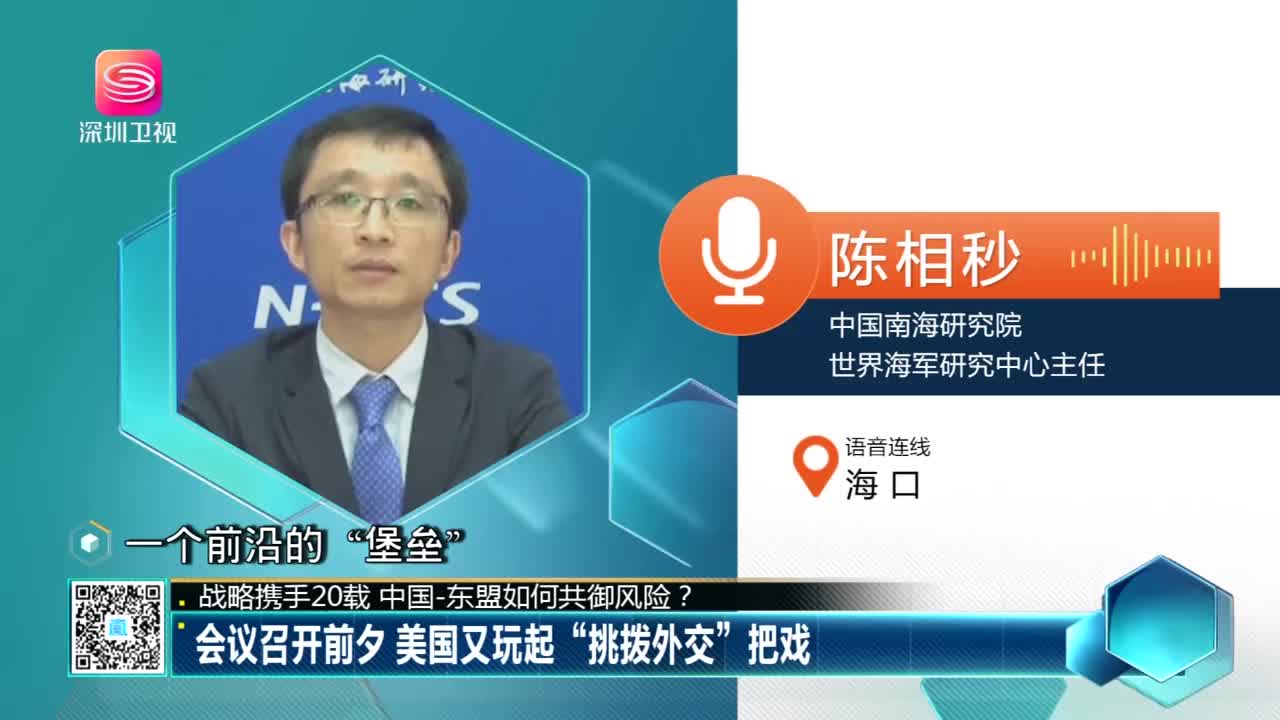 深圳卫视
海研
陈相秒
中国南海研究院
世界海军研究中心主任
语音连线
海口
一个前沿的“堡垒”
战略携手20载 中国-东盟如何共御风险？
会议召开前夕 美国又玩起“挑拨外交”把戏